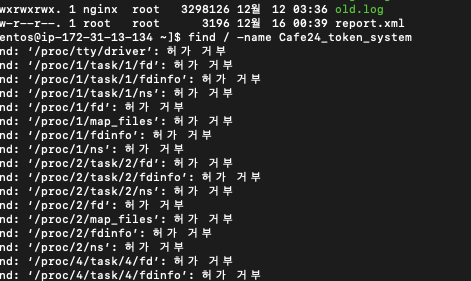 wxrwxrwx. 1 nginx root 3298126 12월 12 03:36 old.log
w-r--r--. 1 root root 3196 12월 16 00:39 report.xml
entos@ip-172-31-13-134 ~]$ find / -name Cafe24_token_system
nd: ‘/proc/tty/driver’: 허가 거부
nd: ‘/proc/1/task/1/fd’: 허가 거부
nd: ‘/proc/1/task/1/fdinfo’: 허가 거부
nd: ‘/proc/1/task/1/ns’: 허가 거부
nd: ‘/proc/1/fd’: 허가 거부
nd: ‘/proc/1/map_files’: 허가 거부
nd: ‘/proc/1/fdinfo’: 허가 거부
nd: ‘/proc/1/ns’: 허가 거부
nd: ‘/proc/2/task/2/fd’: 허가 거부
nd: ‘/proc/2/task/2/fdinfo’: 허가 거부
nd: ‘/proc/2/task/2/ns’: 허가 거부
nd: ‘/proc/2/fd’: 허가 거부
nd: ‘/proc/2/map_files’: 허가 거부
nd: ‘/proc/2/fdinfo’: 허가 거부
nd: ‘/proc/2/ns’: 허가 거부
nd: ‘/proc/4/task/4/fd’: 허가 거부
nd: ‘/proc/4/task/4/fdinfo’: 허가 거부